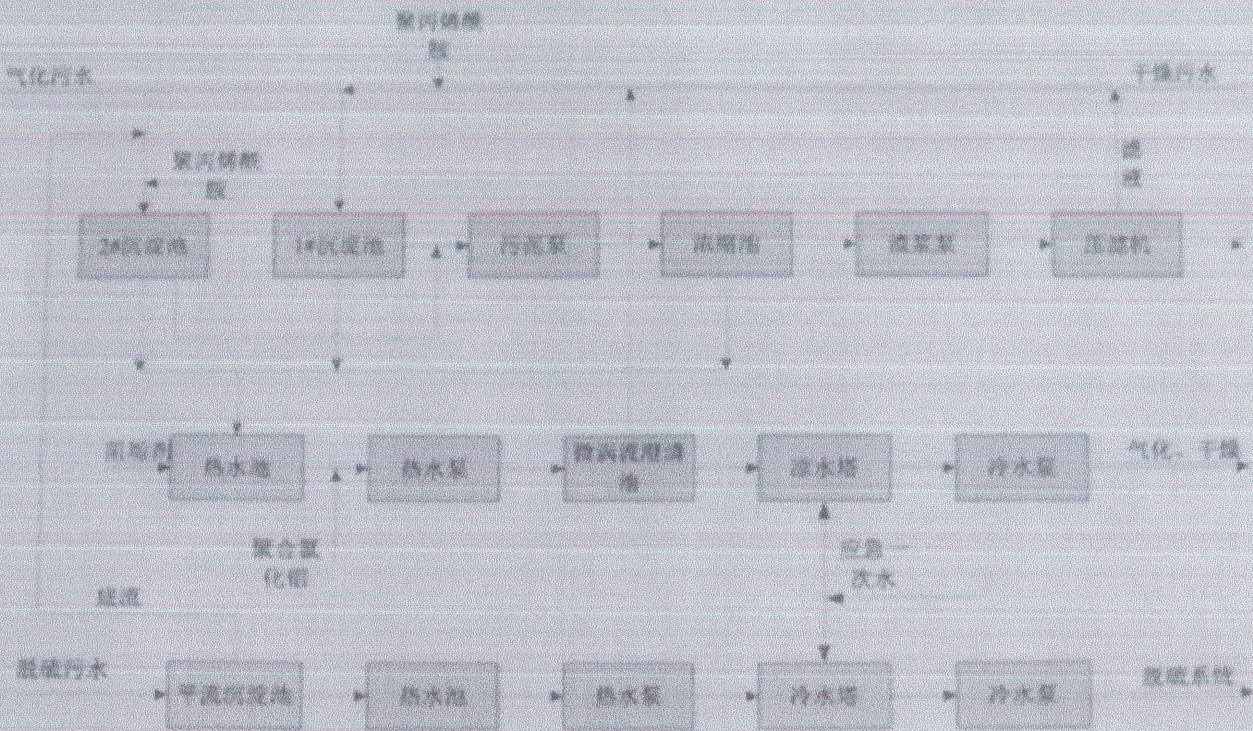 聚丙烯酰
胺
气化污水
干燥污水
聚丙烯酰
胺
滤
液
2#沉淀池
1#沉淀池
污泥泵
浓缩池
渣浆泵
压滤机
阻垢剂
热水池
热水泵
微涡流澄清
池
凉水塔
冷水泵
气化、干燥
聚合氯
化铝
应急一
次水
底流
脱硫污水
平流沉淀池
热水池
热水泵
冷水塔
冷水泵
脱硫系统